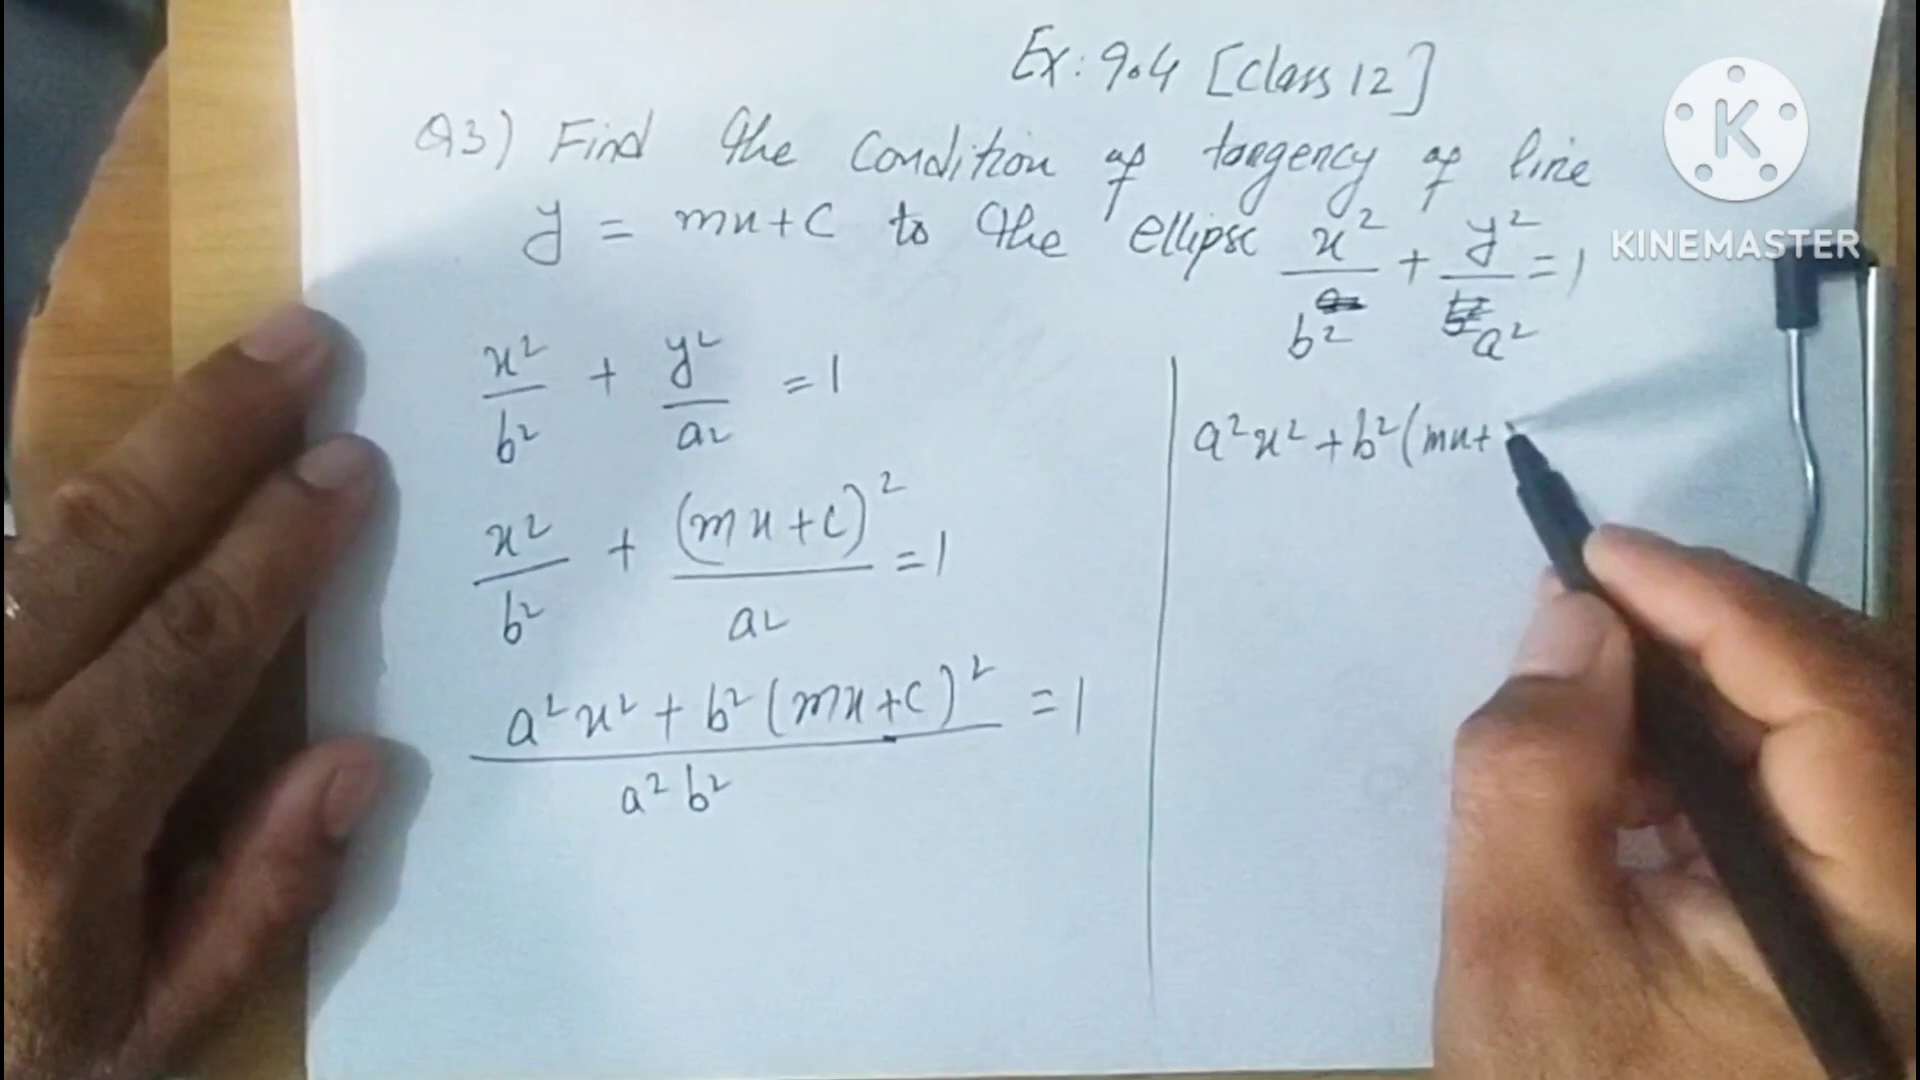 Ex: 9.4 [Class 12]
Q3) Find the Condition of tangency of line
y = mx+c to the ellipse x²/b² + y²/a² = 1
K
KINEMASTER
x²/b² + y²/a² = 1
x²/b² + (mx+c)²/a² = 1
a²x² + b²(mx+c)² / a²b² = 1
a²x² + b²(mx+